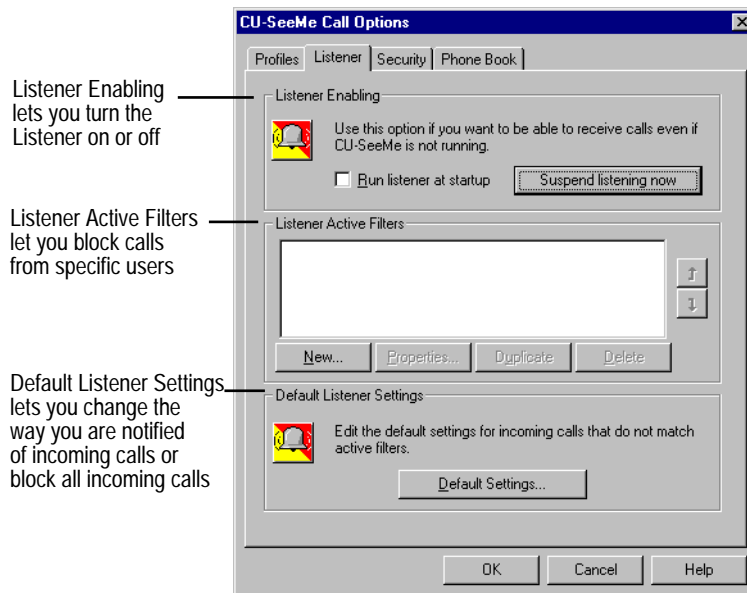 CU-SeeMe Call Options
Profiles Listener Security Phone Book
Listener Enabling
lets you turn the
Listener on or off
Listener Enabling
Use this option if you want to be able to receive calls even if
CU-SeeMe is not running.
Run listener at startup
Suspend listening now
Listener Active Filters
let you block calls
from specific users
Listener Active Filters
New... Properties... Duplicate Delete
Default Listener Settings
lets you change the
way you are notified
of incoming calls or
block all incoming calls
Default Listener Settings
Edit the default settings for incoming calls that do not match
active filters.
Default Settings...
OK Cancel Help